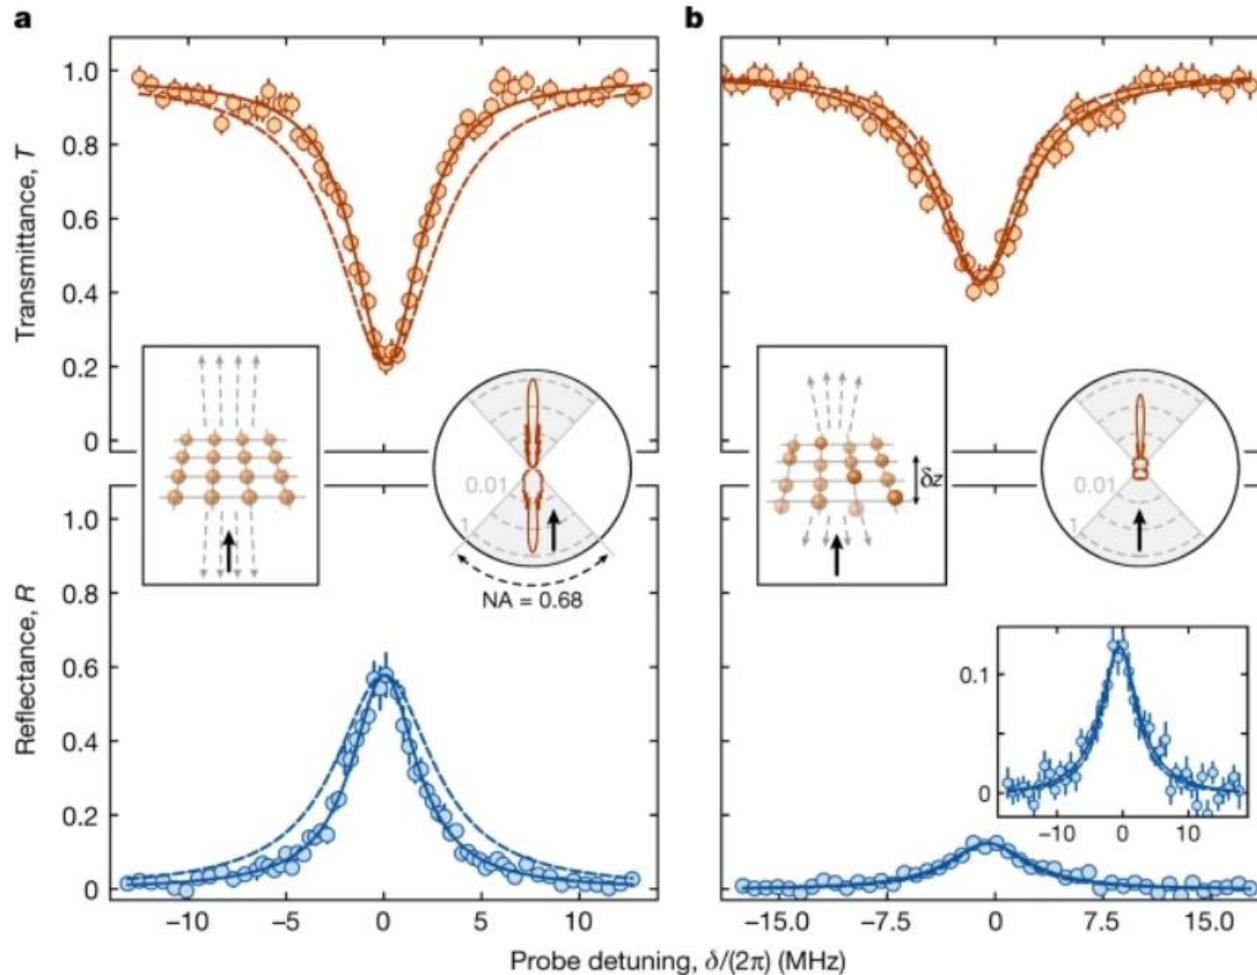 a
b
Transmittance, T
1.0
0.8
0.6
0.4
0.2
0
0.01
1
NA = 0.68
δz
0.01
1
Reflectance, R
1.0
0.8
0.6
0.4
0.2
0
−10 −5 0 5 10
0.1
0
−10 0 10
−15.0 −7.5 0 7.5 15.0
Probe detuning, δ/(2π) (MHz)